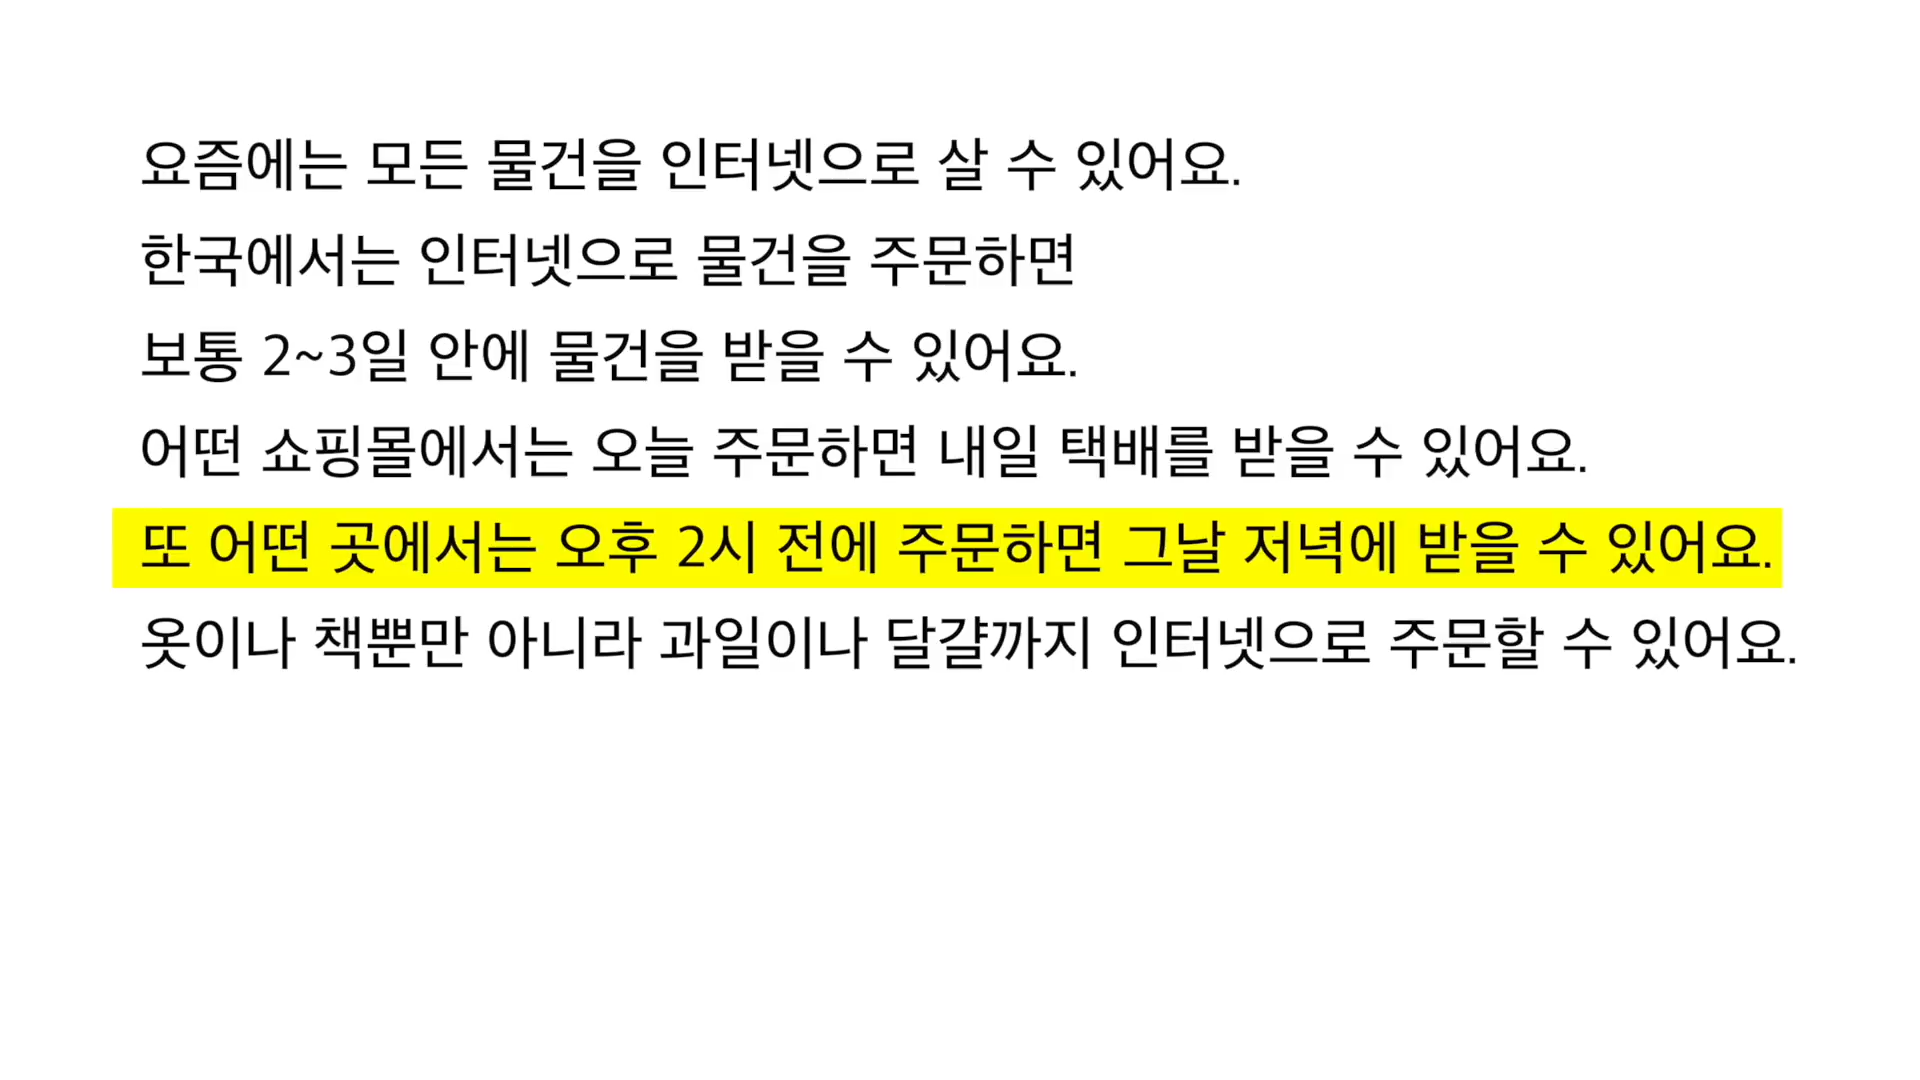 요즘에는 모든 물건을 인터넷으로 살 수 있어요.
한국에서는 인터넷으로 물건을 주문하면
보통 2~3일 안에 물건을 받을 수 있어요.
어떤 쇼핑몰에서는 오늘 주문하면 내일 택배를 받을 수 있어요.
또 어떤 곳에서는 오후 2시 전에 주문하면 그날 저녁에 받을 수 있어요.
옷이나 책뿐만 아니라 과일이나 달걀까지 인터넷으로 주문할 수 있어요.